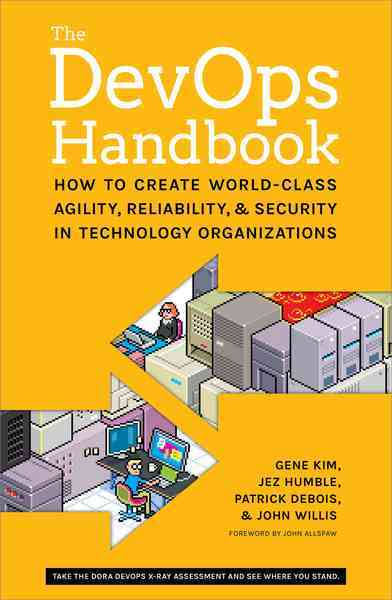 The
DevOps
Handbook
HOW TO CREATE WORLD-CLASS
AGILITY, RELIABILITY, & SECURITY
IN TECHNOLOGY ORGANIZATIONS
GENE KIM,
JEZ HUMBLE,
PATRICK DEBOIS,
& JOHN WILLIS
FOREWORD BY JOHN ALLSPAW
TAKE THE DORA DEVOPS X-RAY ASSESSMENT AND SEE WHERE YOU STAND.